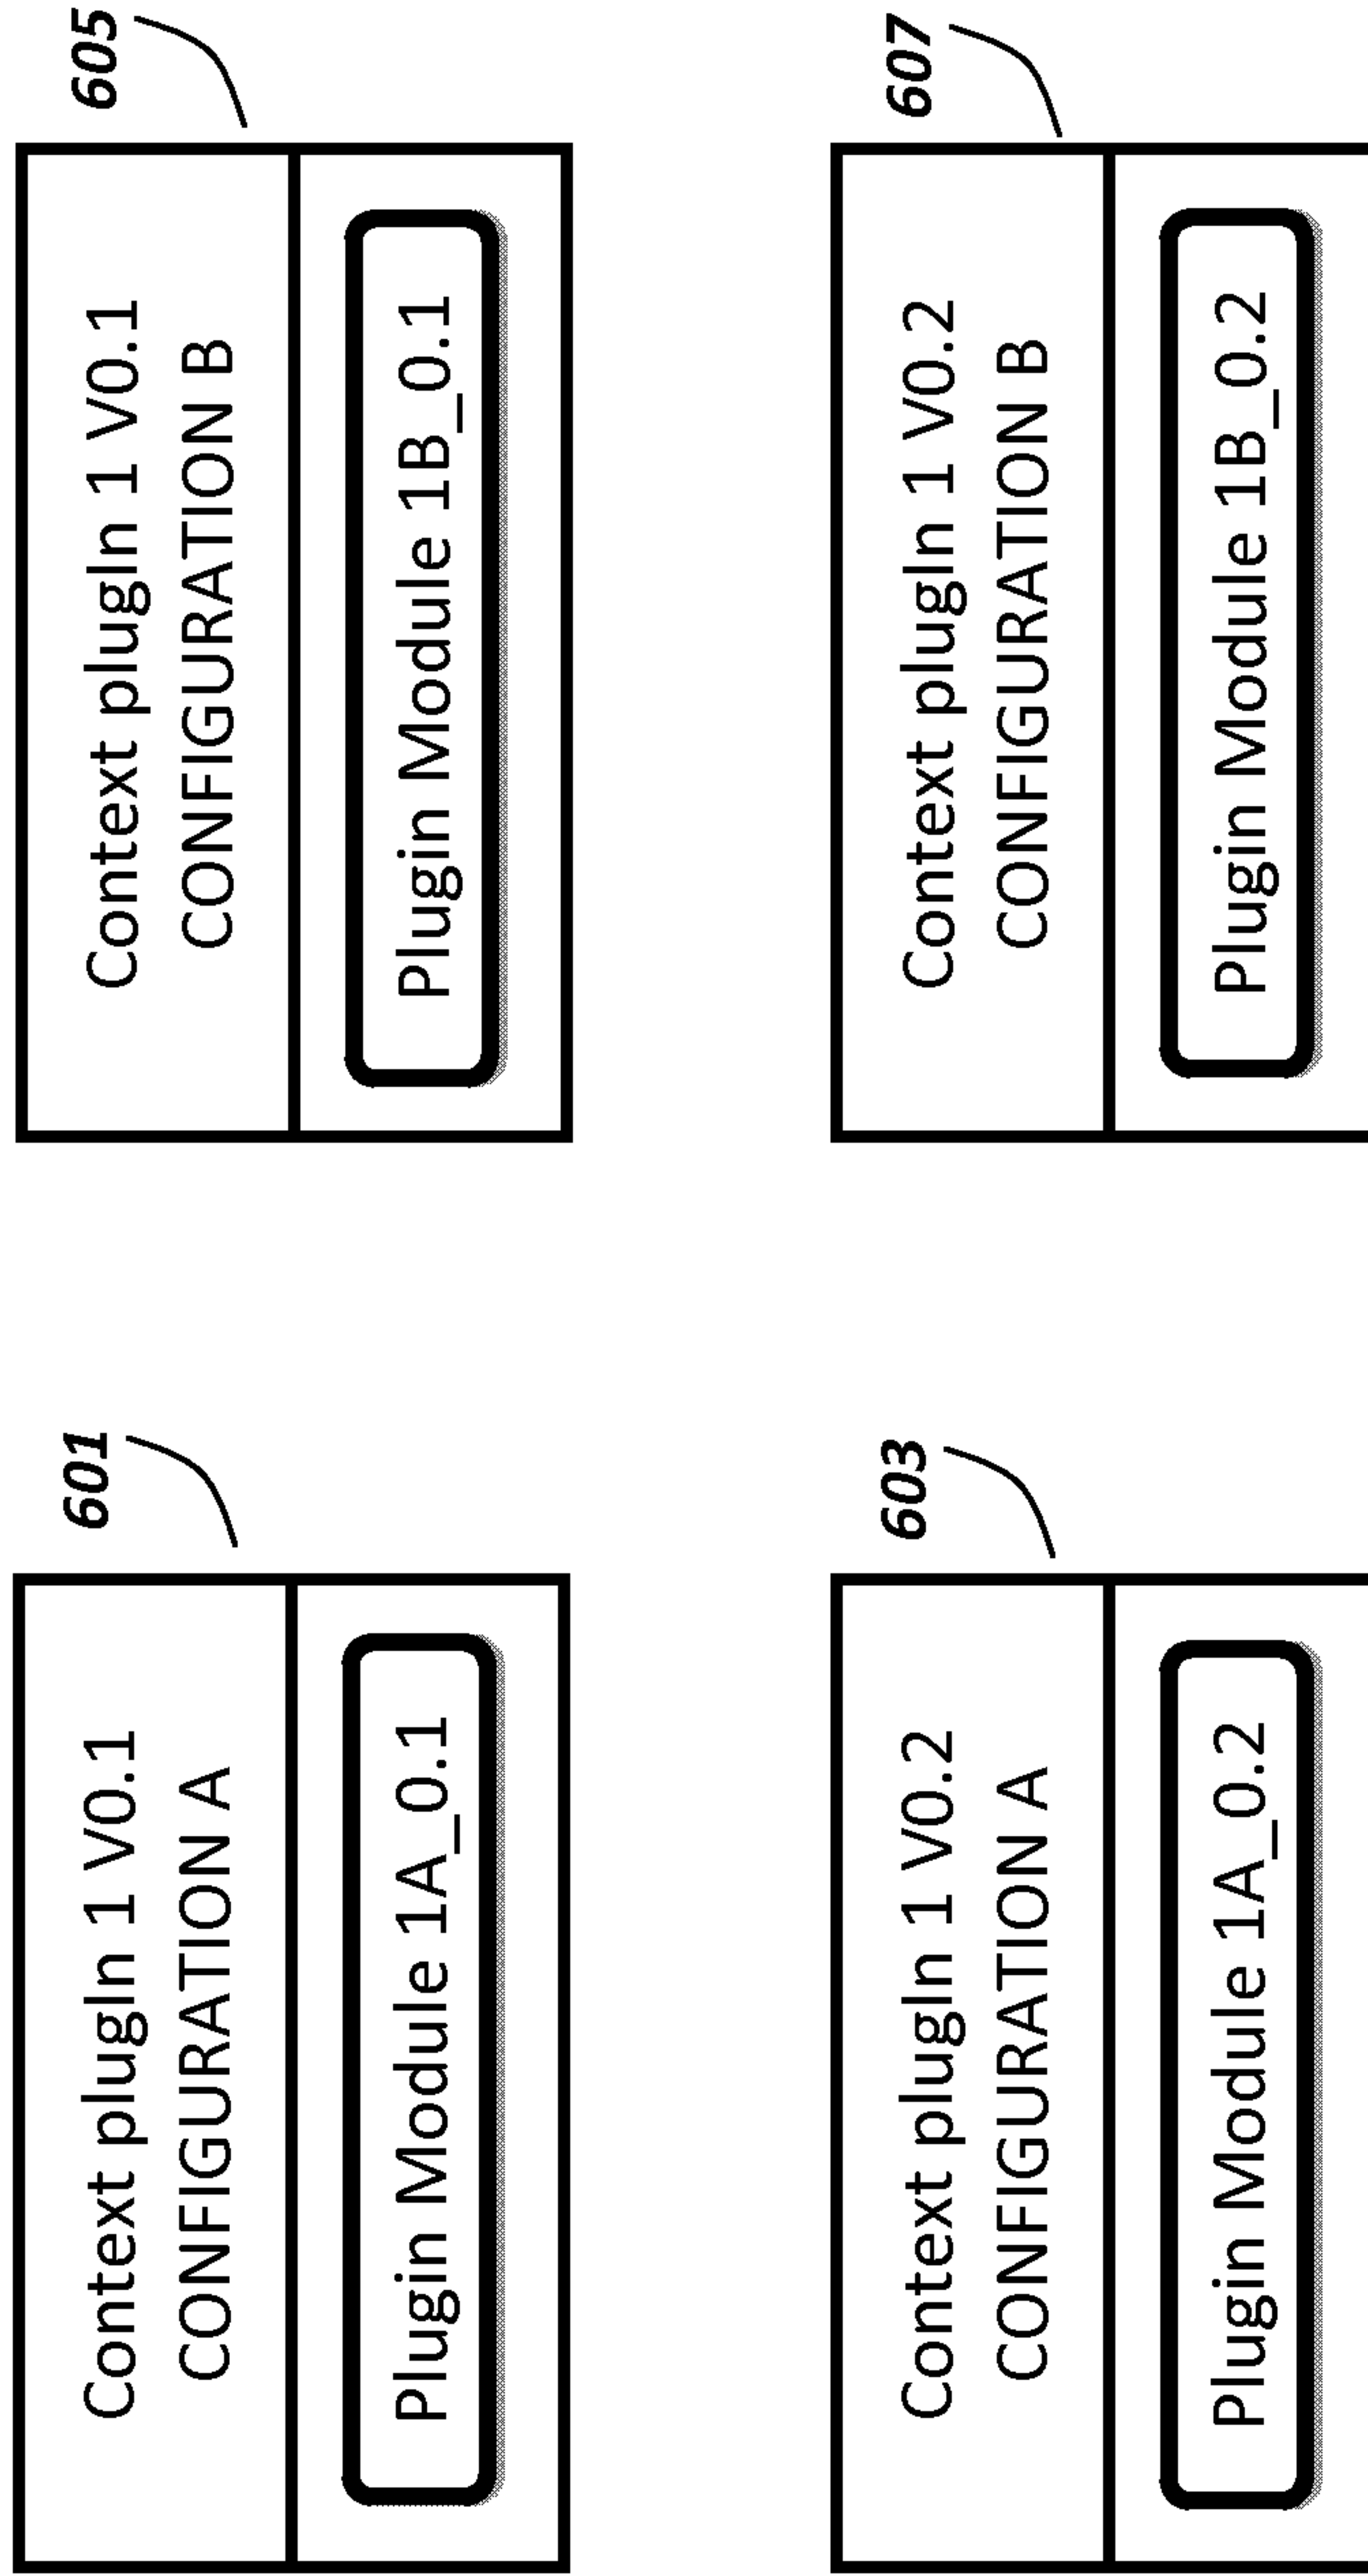 601
Context plugIn 1 V0.1
CONFIGURATION A
Plugin Module 1A_0.1
605
Context plugIn 1 V0.1
CONFIGURATION B
Plugin Module 1B_0.1
603
Context plugIn 1 V0.2
CONFIGURATION A
Plugin Module 1A_0.2
607
Context plugIn 1 V0.2
CONFIGURATION B
Plugin Module 1B_0.2